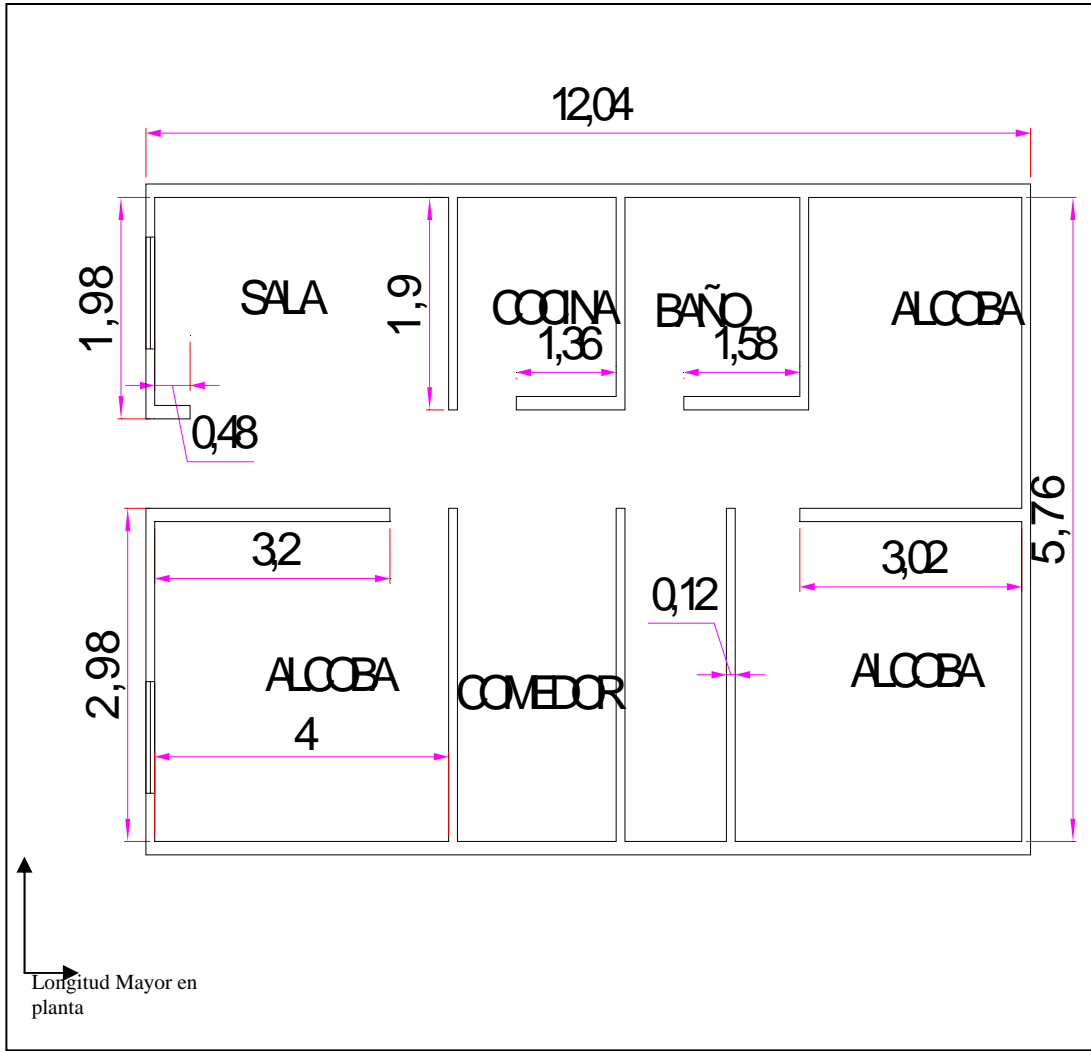 12,04
1,98
SALA
1,9
COCINA
1,36
BAÑO
1,58
ALCOBA
0,48
5,76
3,2
3,02
0,12
2,98
ALCOBA
COMEDOR
ALCOBA
4
Longitud Mayor en
planta